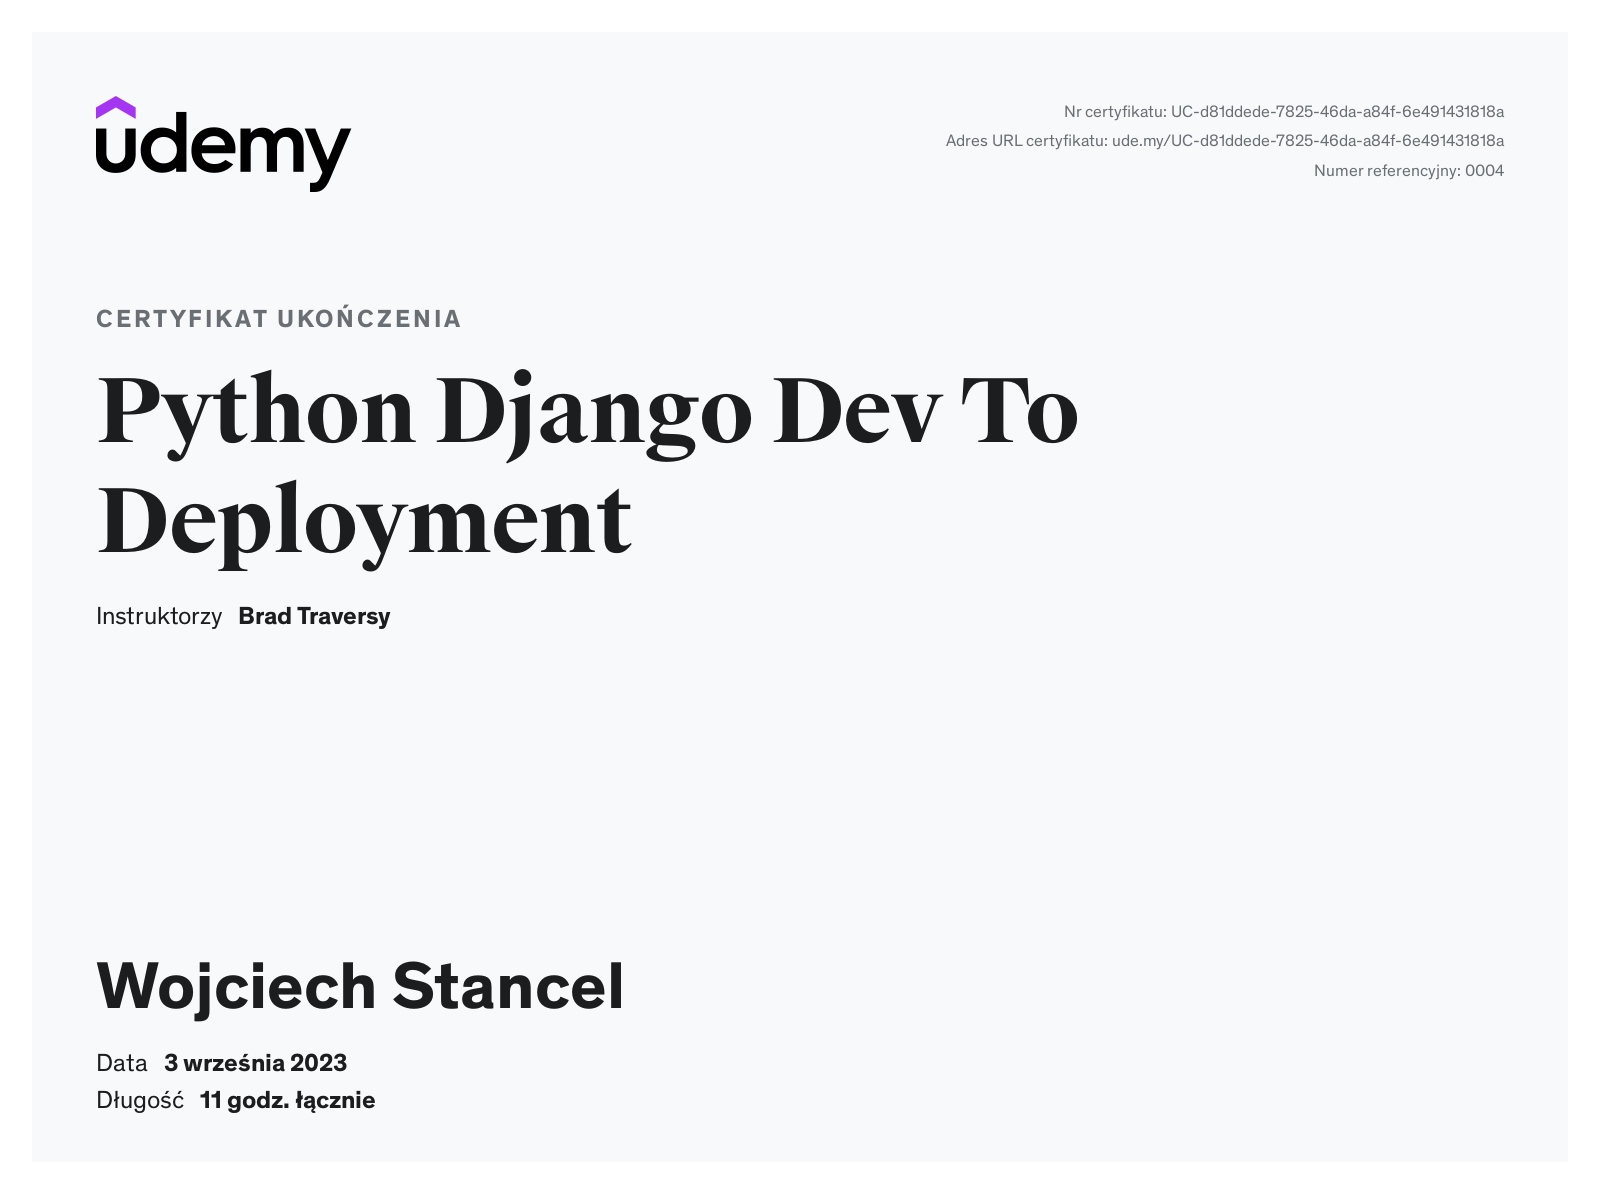 udemy
Nr certyfikatu: UC-d81ddede-7825-46da-a84f-6e491431818a
Adres URL certyfikatu: ude.my/UC-d81ddede-7825-46da-a84f-6e491431818a
Numer referencyjny: 0004
CERTYFIKAT UKOŃCZENIA
Python Django Dev To
Deployment
Instruktorzy Brad Traversy
Wojciech Stancel
Data 3 września 2023
Długość 11 godz. łącznie